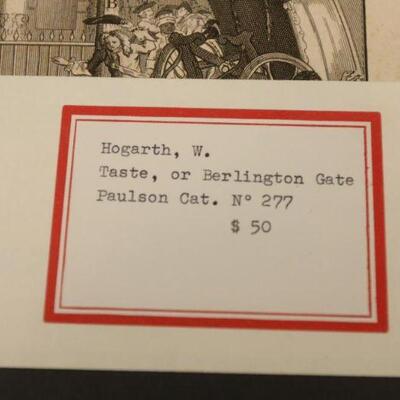 B
Hogarth, W.
Taste, or Berlington Gate
Paulson Cat. N° 277
$ 50